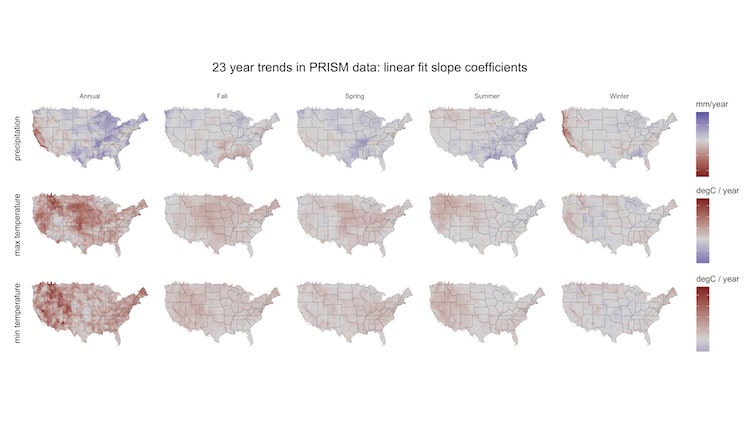 23 year trends in PRISM data: linear fit slope coefficients
Annual
Fall
Spring
Summer
Winter
mm/year
precipitation
degC / year
max temperature
degC / year
min temperature